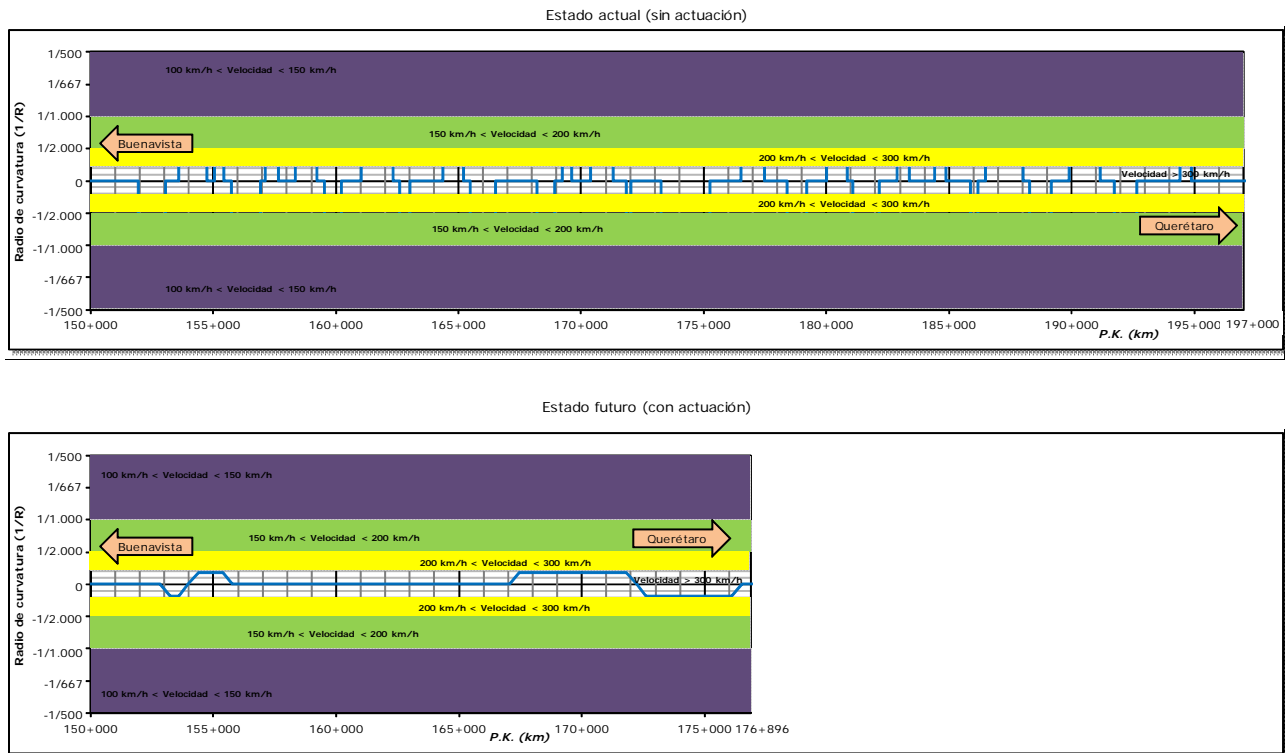 Estado actual (sin actuación)
Radio de curvatura (1/R)
1/500
1/667
1/1.000
1/2.000
0
-1/2.000
-1/1.000
-1/667
-1/500
100 km/h < Velocidad < 150 km/h
150 km/h < Velocidad < 200 km/h
Buenavista
200 km/h < Velocidad < 300 km/h
Velocidad > 300 km/h
200 km/h < Velocidad < 300 km/h
150 km/h < Velocidad < 200 km/h
Querétaro
100 km/h < Velocidad < 150 km/h
150+000 155+000 160+000 165+000 170+000 175+000 180+000 185+000 190+000 195+000 197+000
P.K. (km)
Estado futuro (con actuación)
Radio de curvatura (1/R)
1/500
1/667
1/1.000
1/2.000
0
-1/2.000
-1/1.000
-1/667
-1/500
100 km/h < Velocidad < 150 km/h
150 km/h < Velocidad < 200 km/h
Buenavista
Querétaro
200 km/h < Velocidad < 300 km/h
Velocidad > 300 km/h
200 km/h < Velocidad < 300 km/h
150 km/h < Velocidad < 200 km/h
100 km/h < Velocidad < 150 km/h
150+000 155+000 160+000 165+000 170+000 175+000 176+896
P.K. (km)